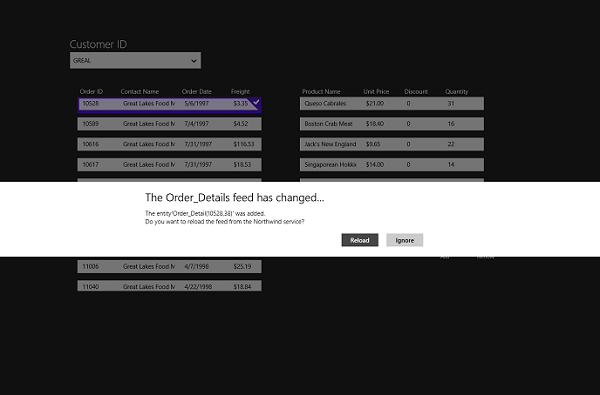 Customer ID
GREAL
Order ID Contact Name Order Date Freight
10528 Great Lakes Food M 5/6/1997 $3.35
10589 Great Lakes Food M 7/4/1997 $4.52
10616 Great Lakes Food M 7/31/1997 $116.53
10617 Great Lakes Food M 7/31/1997 $18.53
Product Name Unit Price Discount Quantity
Queso Cabrales $21.00 0 31
Boston Crab Meat $18.40 0 16
Jack's New England $9.65 0 22
Singaporean Hokkie $14.00 0 14
The Order_Details feed has changed...
The entity'Order_Detail(10528,38)' was added.
Do you want to reload the feed from the Northwind service?
Reload Ignore
11006 Great Lakes Food M 4/7/1998 $25.19
11040 Great Lakes Food M 4/22/1998 $18.84